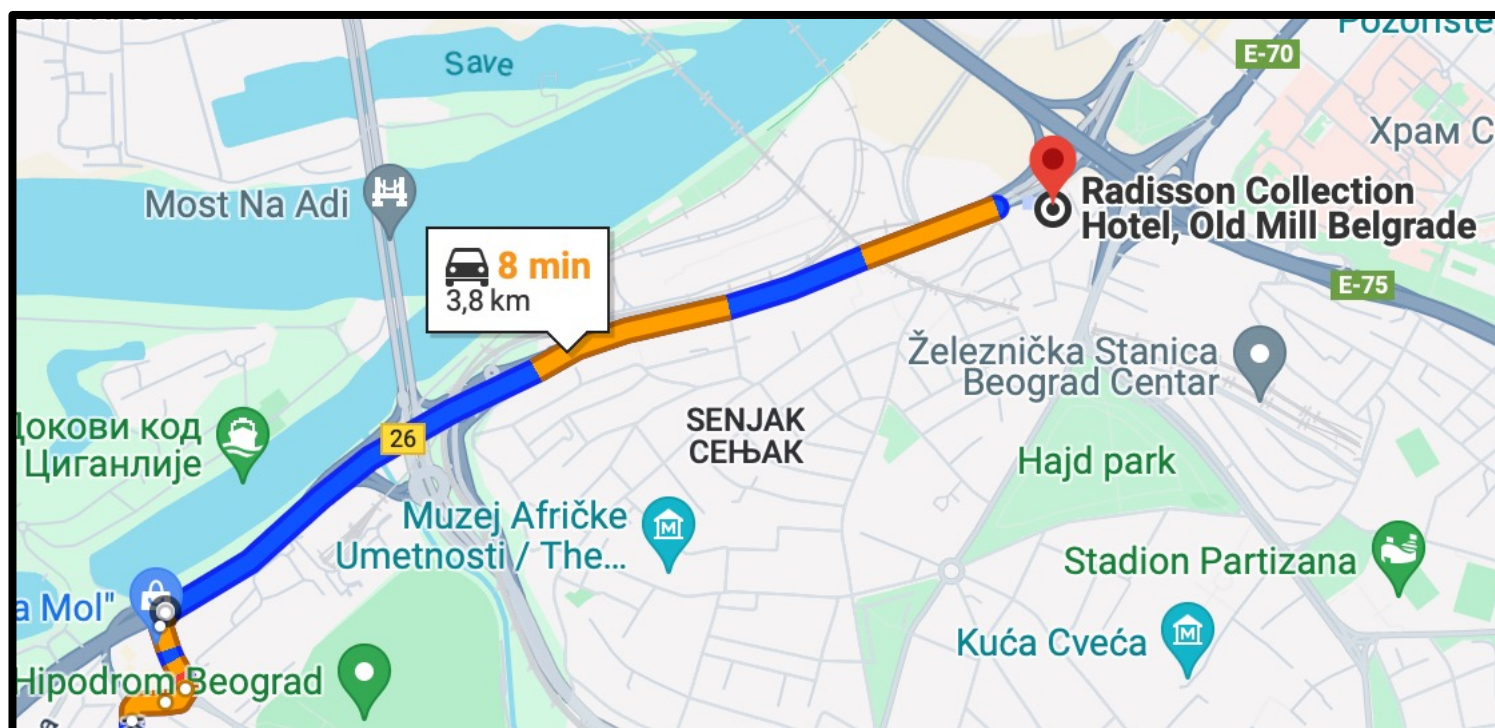 Pozorište
Save
E-70
Храм С
Most Na Adi
Radisson Collection
Hotel, Old Mill Belgrade
8 min
3,8 km
E-75
Železnička Stanica
Beograd Centar
SENJAK
СЕЊАК
26
Докови код
Циганлије
Hajd park
Muzej Afričke
Umetnosti / The...
Stadion Partizana
a Mol"
Kuća Cveća
Hipodrom Beograd